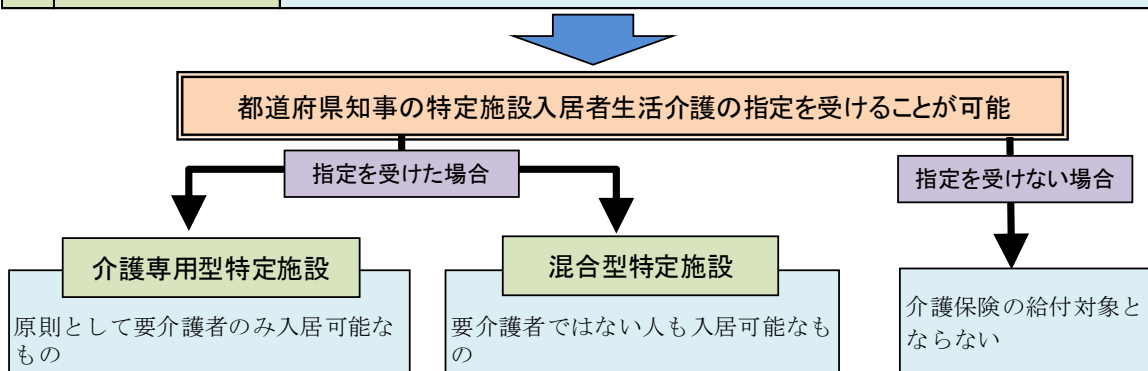 都道府県知事の特定施設入居者生活介護の指定を受けることが可能
指定を受けた場合
指定を受けない場合
介護専用型特定施設
混合型特定施設
原則として要介護者のみ入居可能な
もの
要介護者ではない人も入居可能なも
の
介護保険の給付対象と
ならない